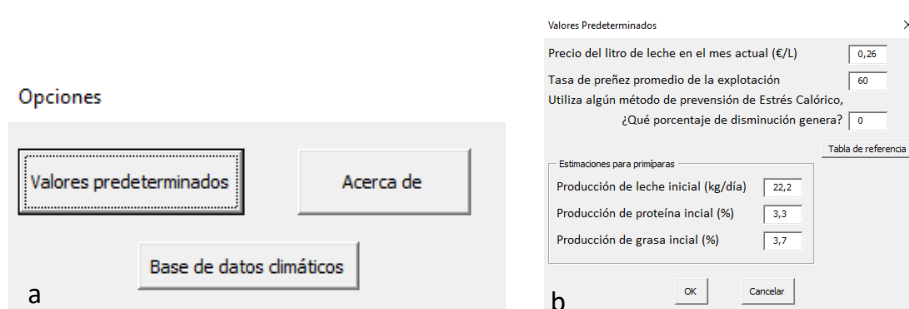 Opciones
Valores predeterminados
Acerca de
Base de datos climáticos
a
Valores Predeterminados
Precio del litro de leche en el mes actual (€/L) 0,26
Tasa de preñez promedio de la explotación 60
Utiliza algún método de prevención de Estrés Calórico,
¿Qué porcentaje de disminución genera? 0
Tabla de referencia
Estimaciones para primíparas
Producción de leche inicial (kg/día) 22,2
Producción de proteína incial (%) 3,3
Producción de grasa incial (%) 3,7
OK
Cancelar
b